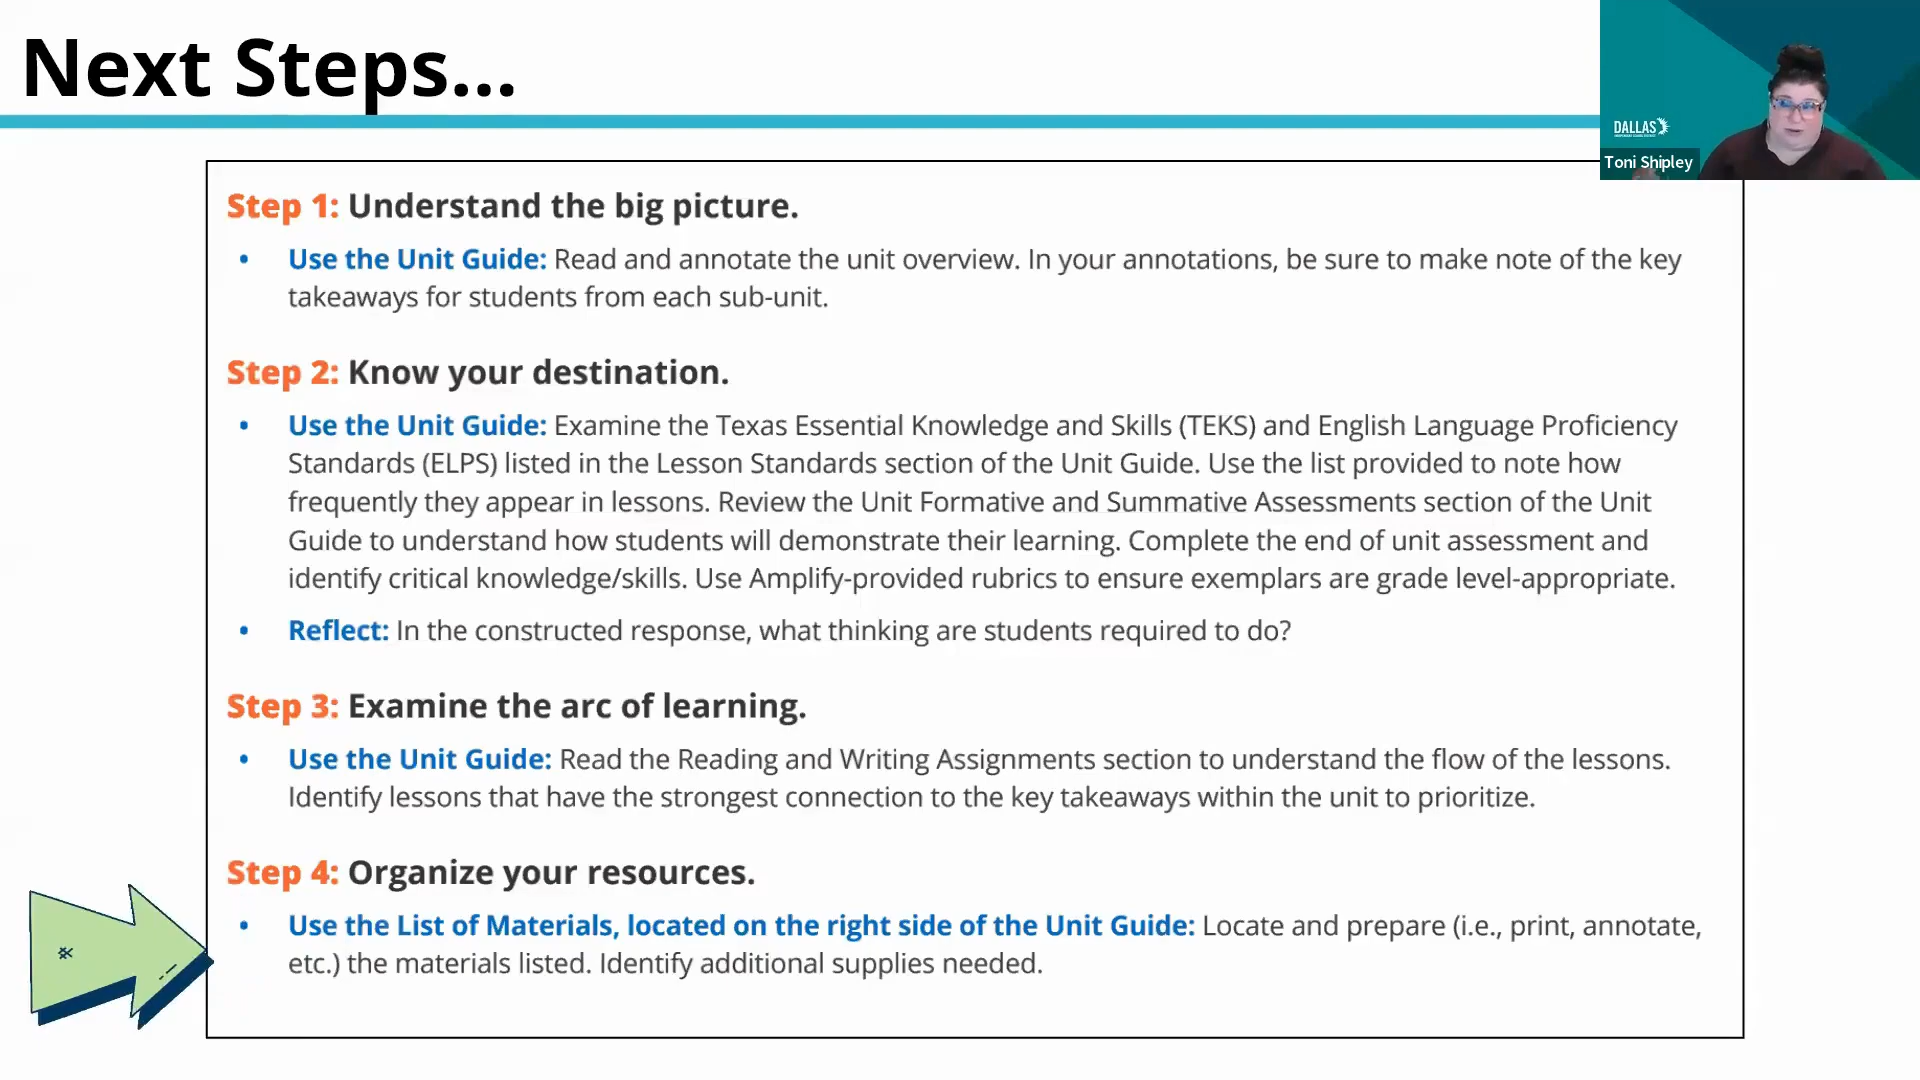 Next Steps...
DALLAS
Toni Shipley
Step 1: Understand the big picture.
• Use the Unit Guide: Read and annotate the unit overview. In your annotations, be sure to make note of the key
takeaways for students from each sub-unit.
Step 2: Know your destination.
• Use the Unit Guide: Examine the Texas Essential Knowledge and Skills (TEKS) and English Language Proficiency
Standards (ELPS) listed in the Lesson Standards section of the Unit Guide. Use the list provided to note how
frequently they appear in lessons. Review the Unit Formative and Summative Assessments section of the Unit
Guide to understand how students will demonstrate their learning. Complete the end of unit assessment and
identify critical knowledge/skills. Use Amplify-provided rubrics to ensure exemplars are grade level-appropriate.
• Reflect: In the constructed response, what thinking are students required to do?
Step 3: Examine the arc of learning.
• Use the Unit Guide: Read the Reading and Writing Assignments section to understand the flow of the lessons.
Identify lessons that have the strongest connection to the key takeaways within the unit to prioritize.
Step 4: Organize your resources.
• Use the List of Materials, located on the right side of the Unit Guide: Locate and prepare (i.e., print, annotate,
etc.) the materials listed. Identify additional supplies needed.